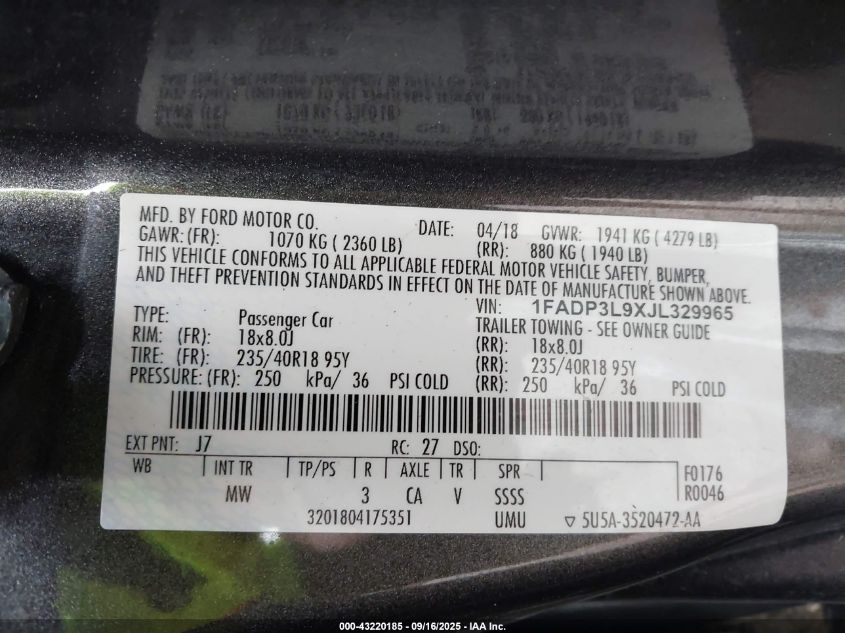 MFD. BY FORD MOTOR CO. DATE: 04/18 GVWR: 1941 KG ( 4279 LB)
GAWR: (FR): 1070 KG ( 2360 LB) (RR): 880 KG ( 1940 LB)
THIS VEHICLE CONFORMS TO ALL APPLICABLE FEDERAL MOTOR VEHICLE SAFETY, BUMPER,
AND THEFT PREVENTION STANDARDS IN EFFECT ON THE DATE OF MANUFACTURE SHOWN ABOVE.
VIN: 1FADP3L9XJL329965
TYPE: Passenger Car TRAILER TOWING - SEE OWNER GUIDE
RIM: (FR): 18x8.0J (RR): 18x8.0J
TIRE: (FR): 235/40R18 95Y (RR): 235/40R18 95Y
PRESSURE: (FR): 250 kPa/ 36 PSI COLD (RR): 250 kPa/ 36 PSI COLD
EXT PNT: J7 RC: 27 DSO:
WB INT TR TP/PS R AXLE TR SPR F0176
MW 3 CA V SSSS R0046
3201804175351 UMU ▽ 5U5A-3520472-AA
000-43220185 - 09/16/2025 - IAA Inc.